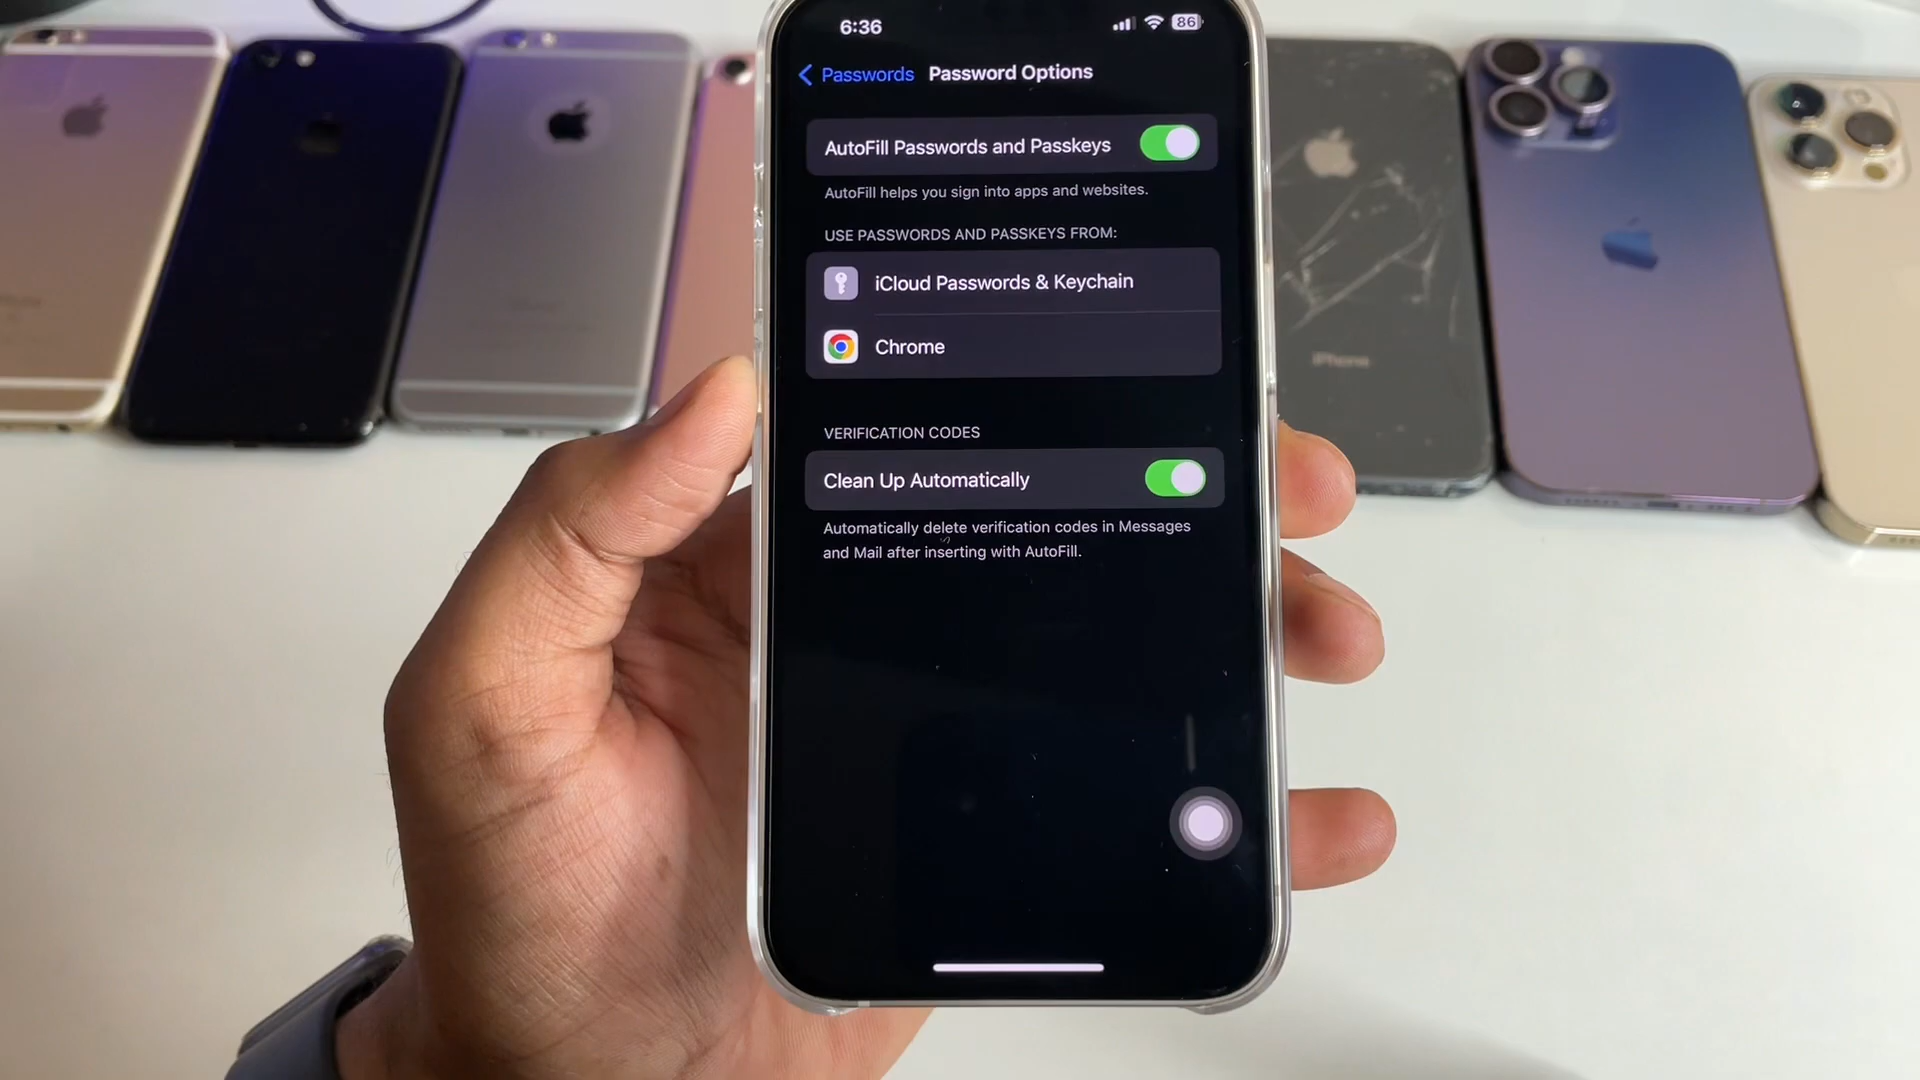 6:36
86
Passwords
Password Options
AutoFill Passwords and Passkeys
AutoFill helps you sign into apps and websites.
USE PASSWORDS AND PASSKEYS FROM:
iCloud Passwords & Keychain
Chrome
VERIFICATION CODES
Clean Up Automatically
Automatically delete verification codes in Messages
and Mail after inserting with AutoFill.
iPhone